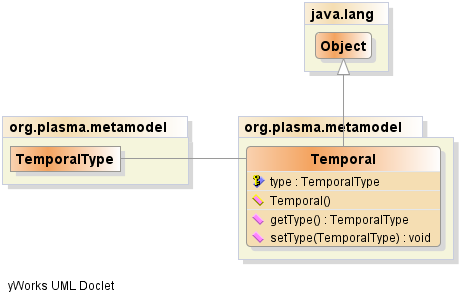 java.lang
Object
org.plasma.metamodel
TemporalType
org.plasma.metamodel
Temporal
type : TemporalType
Temporal()
getType() : TemporalType
setType(TemporalType) : void
yWorks UML Doclet